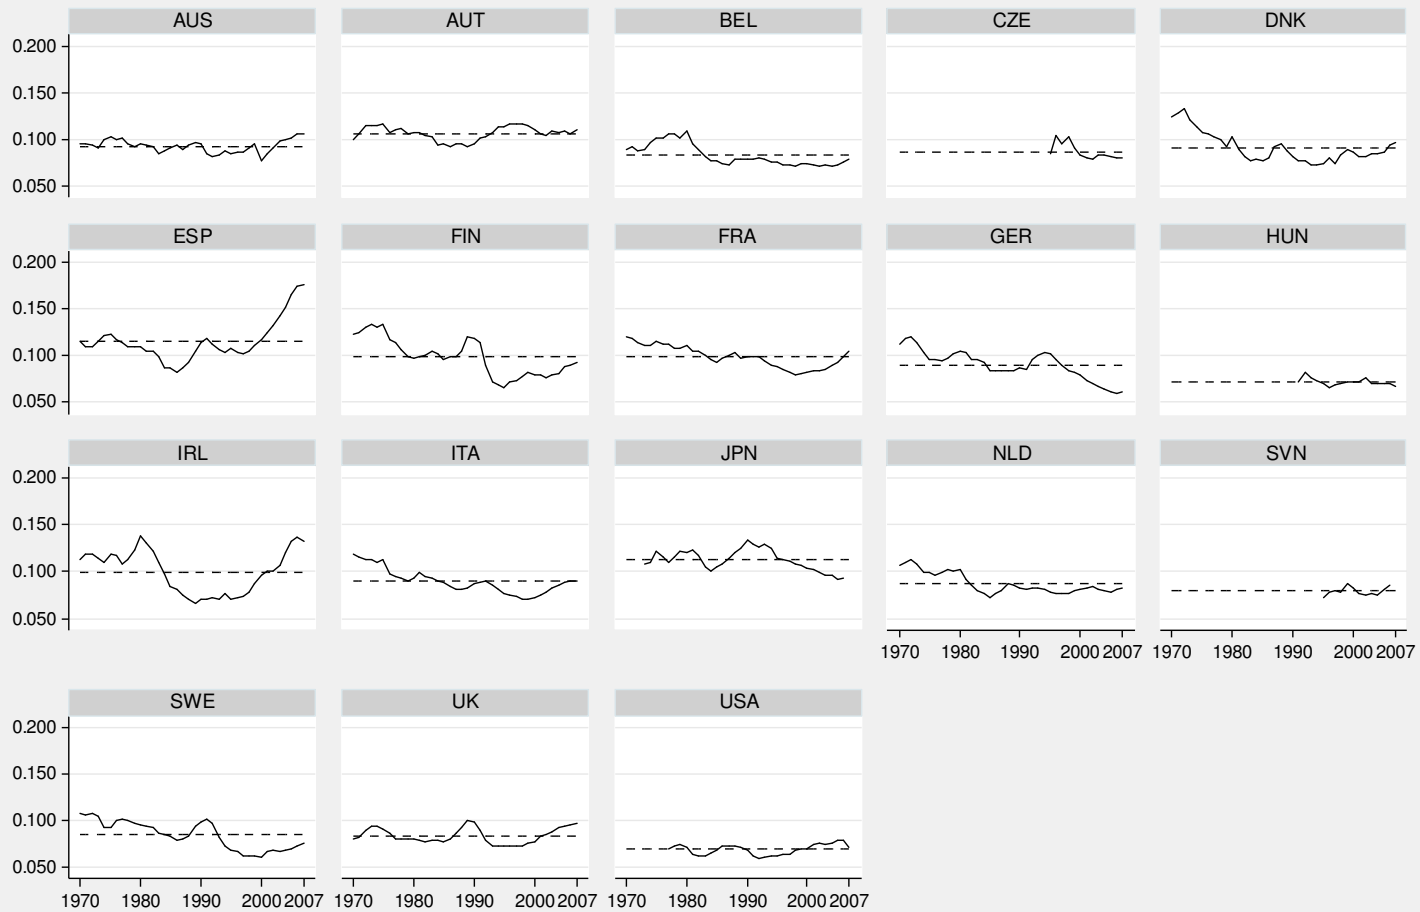 AUS AUT BEL CZE DNK
0.200
0.150
0.100
0.050
ESP FIN FRA GER HUN
0.200
0.150
0.100
0.050
IRL ITA JPN NLD SVN
0.200
0.150
0.100
0.050
1970 1980 1990 2000 2007 1970 1980 1990 2000 2007
SWE UK USA
0.200
0.150
0.100
0.050
1970 1980 1990 2000 2007 1970 1980 1990 2000 2007 1970 1980 1990 2000 2007